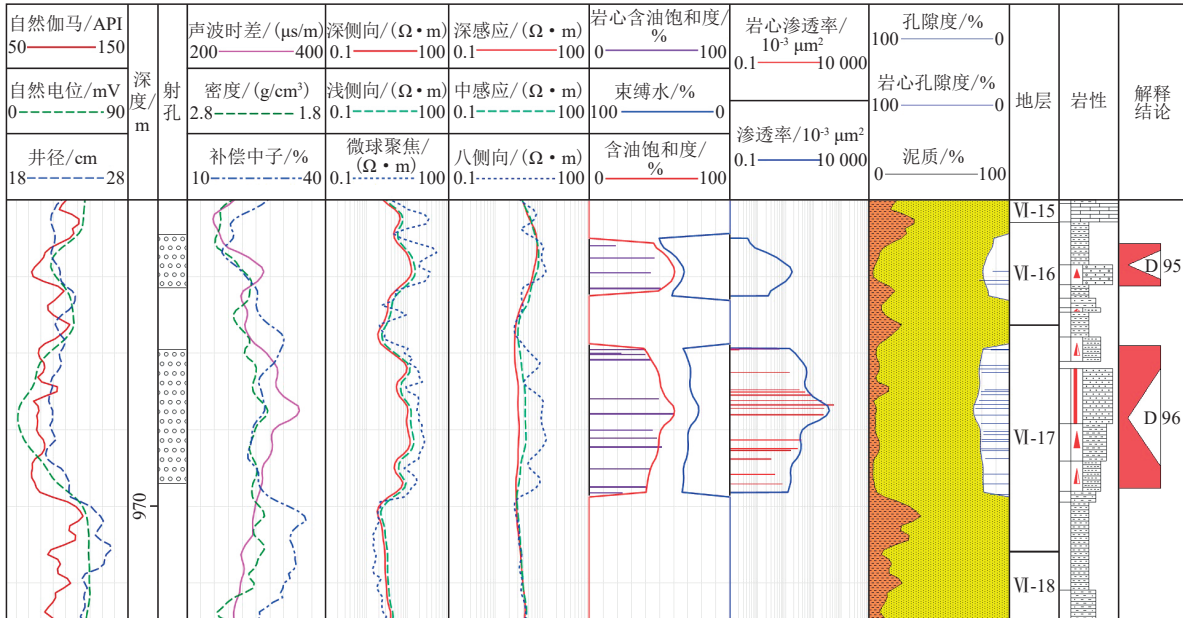 自然伽马/API
50 150
自然电位/mV
0 90
井径/cm
18 28
深度/m
射孔
声波时差/(μs/m)
200 400
密度/(g/cm³)
2.8 1.8
补偿中子/%
10 40
深侧向/(Ω·m)
0.1 100
浅侧向/(Ω·m)
0.1 100
微球聚焦/
(Ω·m)
0.1 100
深感应/(Ω·m)
0.1 100
中感应/(Ω·m)
0.1 100
八侧向/(Ω·m)
0.1 100
岩心含油饱和度/
%
0 100
束缚水/%
100 0
含油饱和度/
%
0 100
岩心渗透率/
10⁻³ μm²
0.1 10 000
渗透率/10⁻³ μm²
0.1 10 000
孔隙度/%
100 0
岩心孔隙度/%
100 0
泥质/%
0 100
地层
岩性
解释
结论
970
Ⅵ-15
Ⅵ-16
Ⅵ-17
Ⅵ-18
D 95
D 96